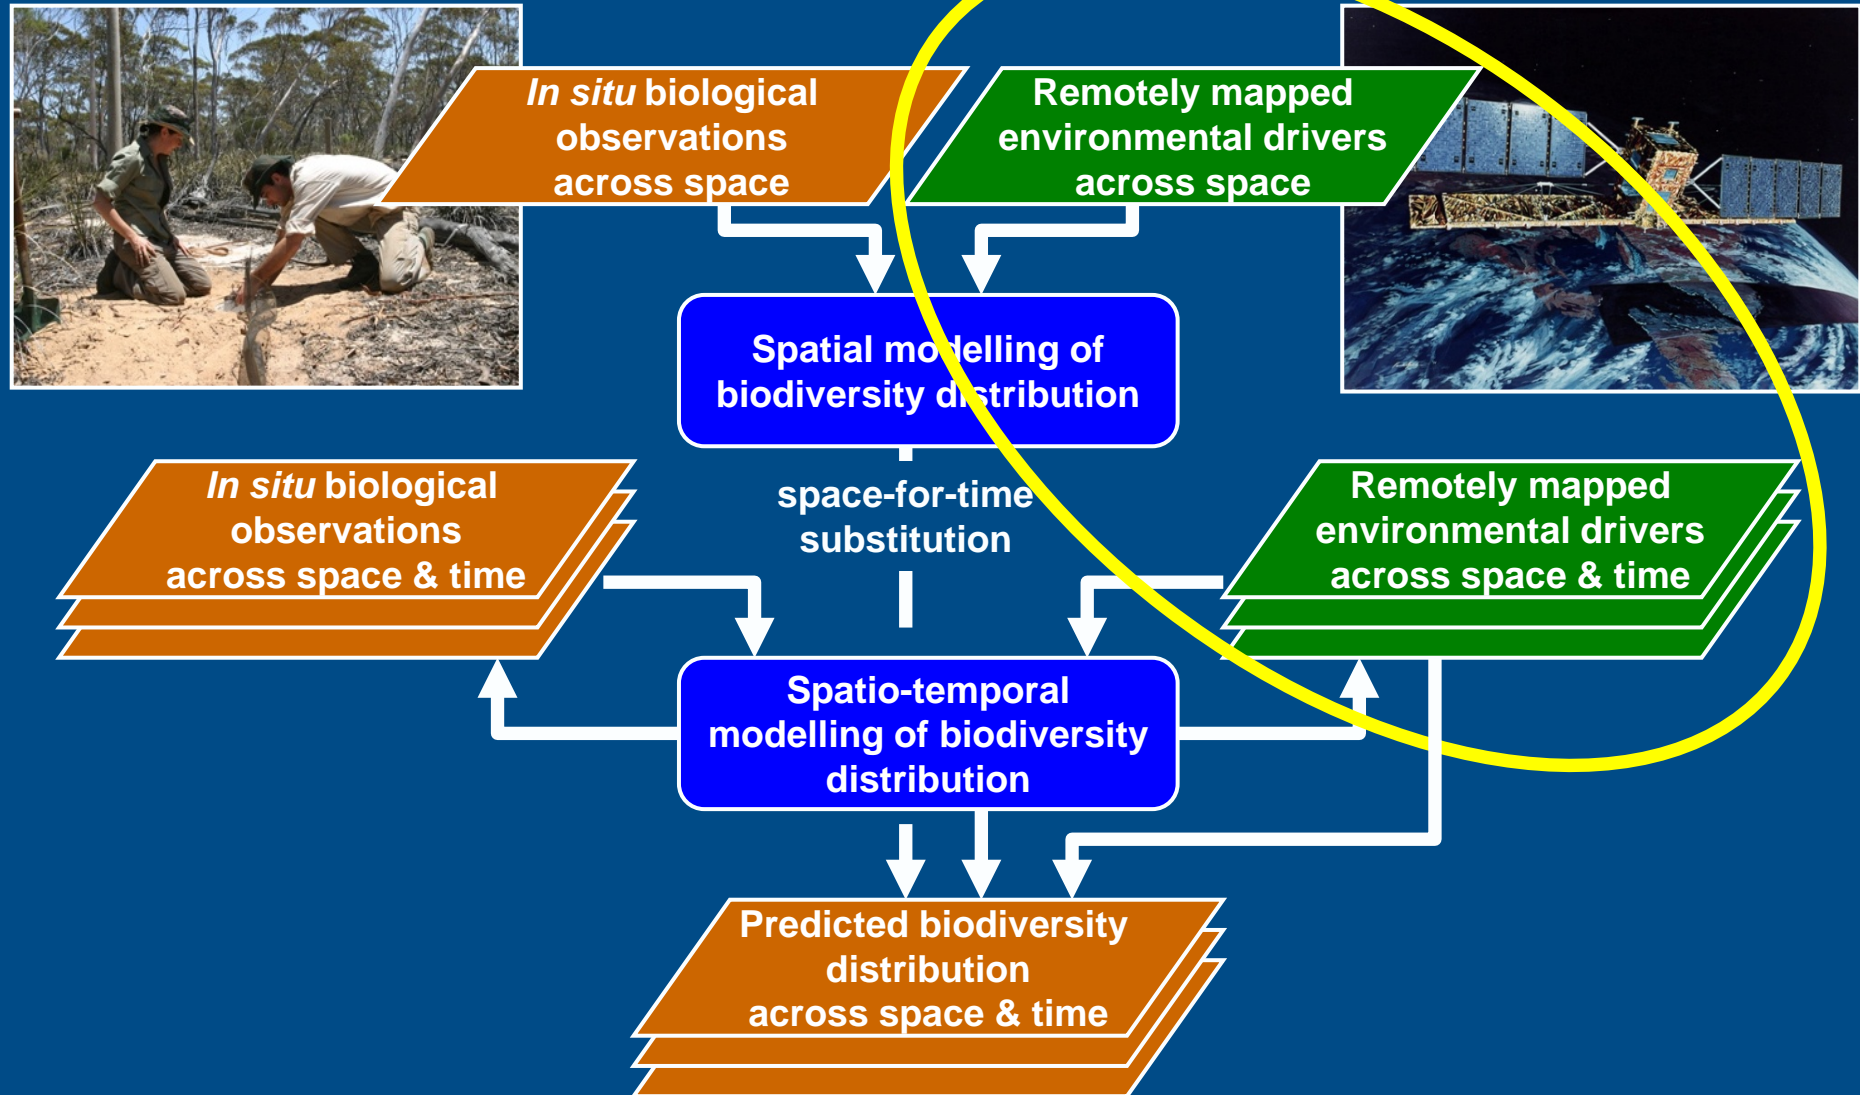 In situ biological
observations
across space
Remotely mapped
environmental drivers
across space
Spatial modelling of
biodiversity distribution
In situ biological
observations
across space & time
space-for-time
substitution
Remotely mapped
environmental drivers
across space & time
Spatio-temporal
modelling of biodiversity
distribution
Predicted biodiversity
distribution
across space & time